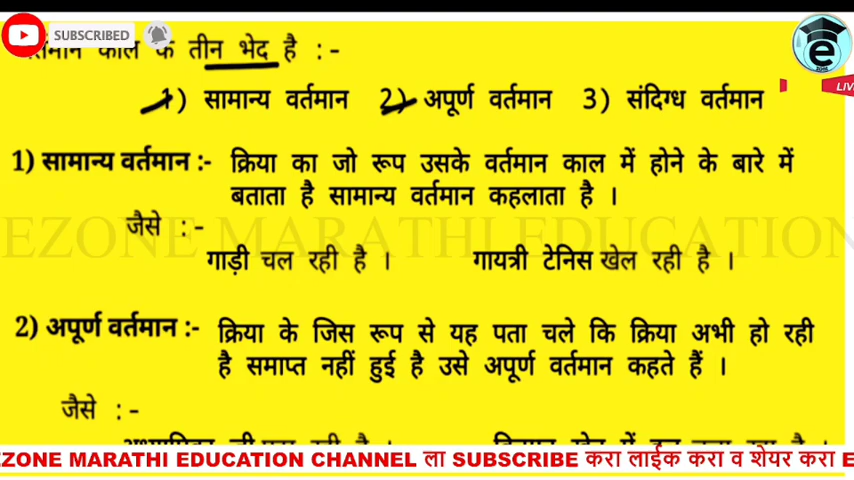 SUBSCRIBED
काल के तीन भेद है :-
1) सामान्य वर्तमान 2) अपूर्ण वर्तमान 3) संदिग्ध वर्तमान
LIV
1) सामान्य वर्तमान :- क्रिया का जो रूप उसके वर्तमान काल में होने के बारे में
बताता है सामान्य वर्तमान कहलाता है ।
EZONE MARATHI EDUCATION
जैसे :-
गाड़ी चल रही है । गायत्री टेनिस खेल रही है ।
2) अपूर्ण वर्तमान :- क्रिया के जिस रूप से यह पता चले कि क्रिया अभी हो रही
है समाप्त नहीं हुई है उसे अपूर्ण वर्तमान कहते हैं ।
जैसे :-
EZONE MARATHI EDUCATION CHANNEL ला SUBSCRIBE करा लाईक करा व शेयर करा E